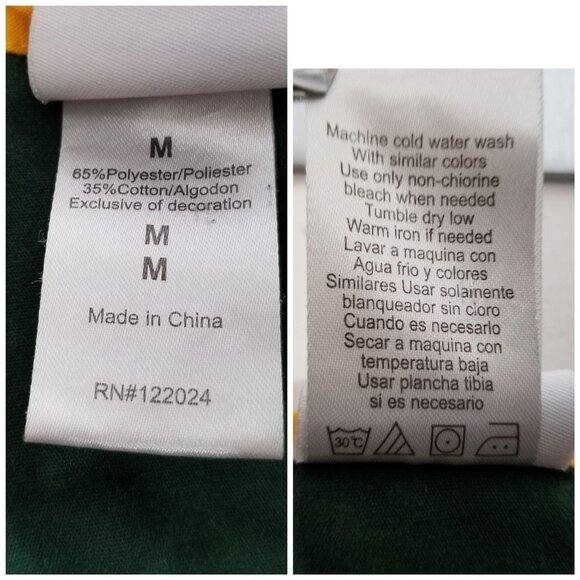 M
65%Polyester/Poliester
35%Cotton/Algodon
Exclusive of decoration
M
M
Made in China
RN#122024
Machine cold water wash
With similar colors
Use only non-chiorine
bleach when needed
Tumble dry low
Warm iron if needed
Lavar a maquina con
Agua frio y colores
Similares Usar solamente
blanqueador sin cloro
Cuando es necesarlo
Secar a maquina con
temperatura baja
Usar plancha tibia
si es necesario
30℃